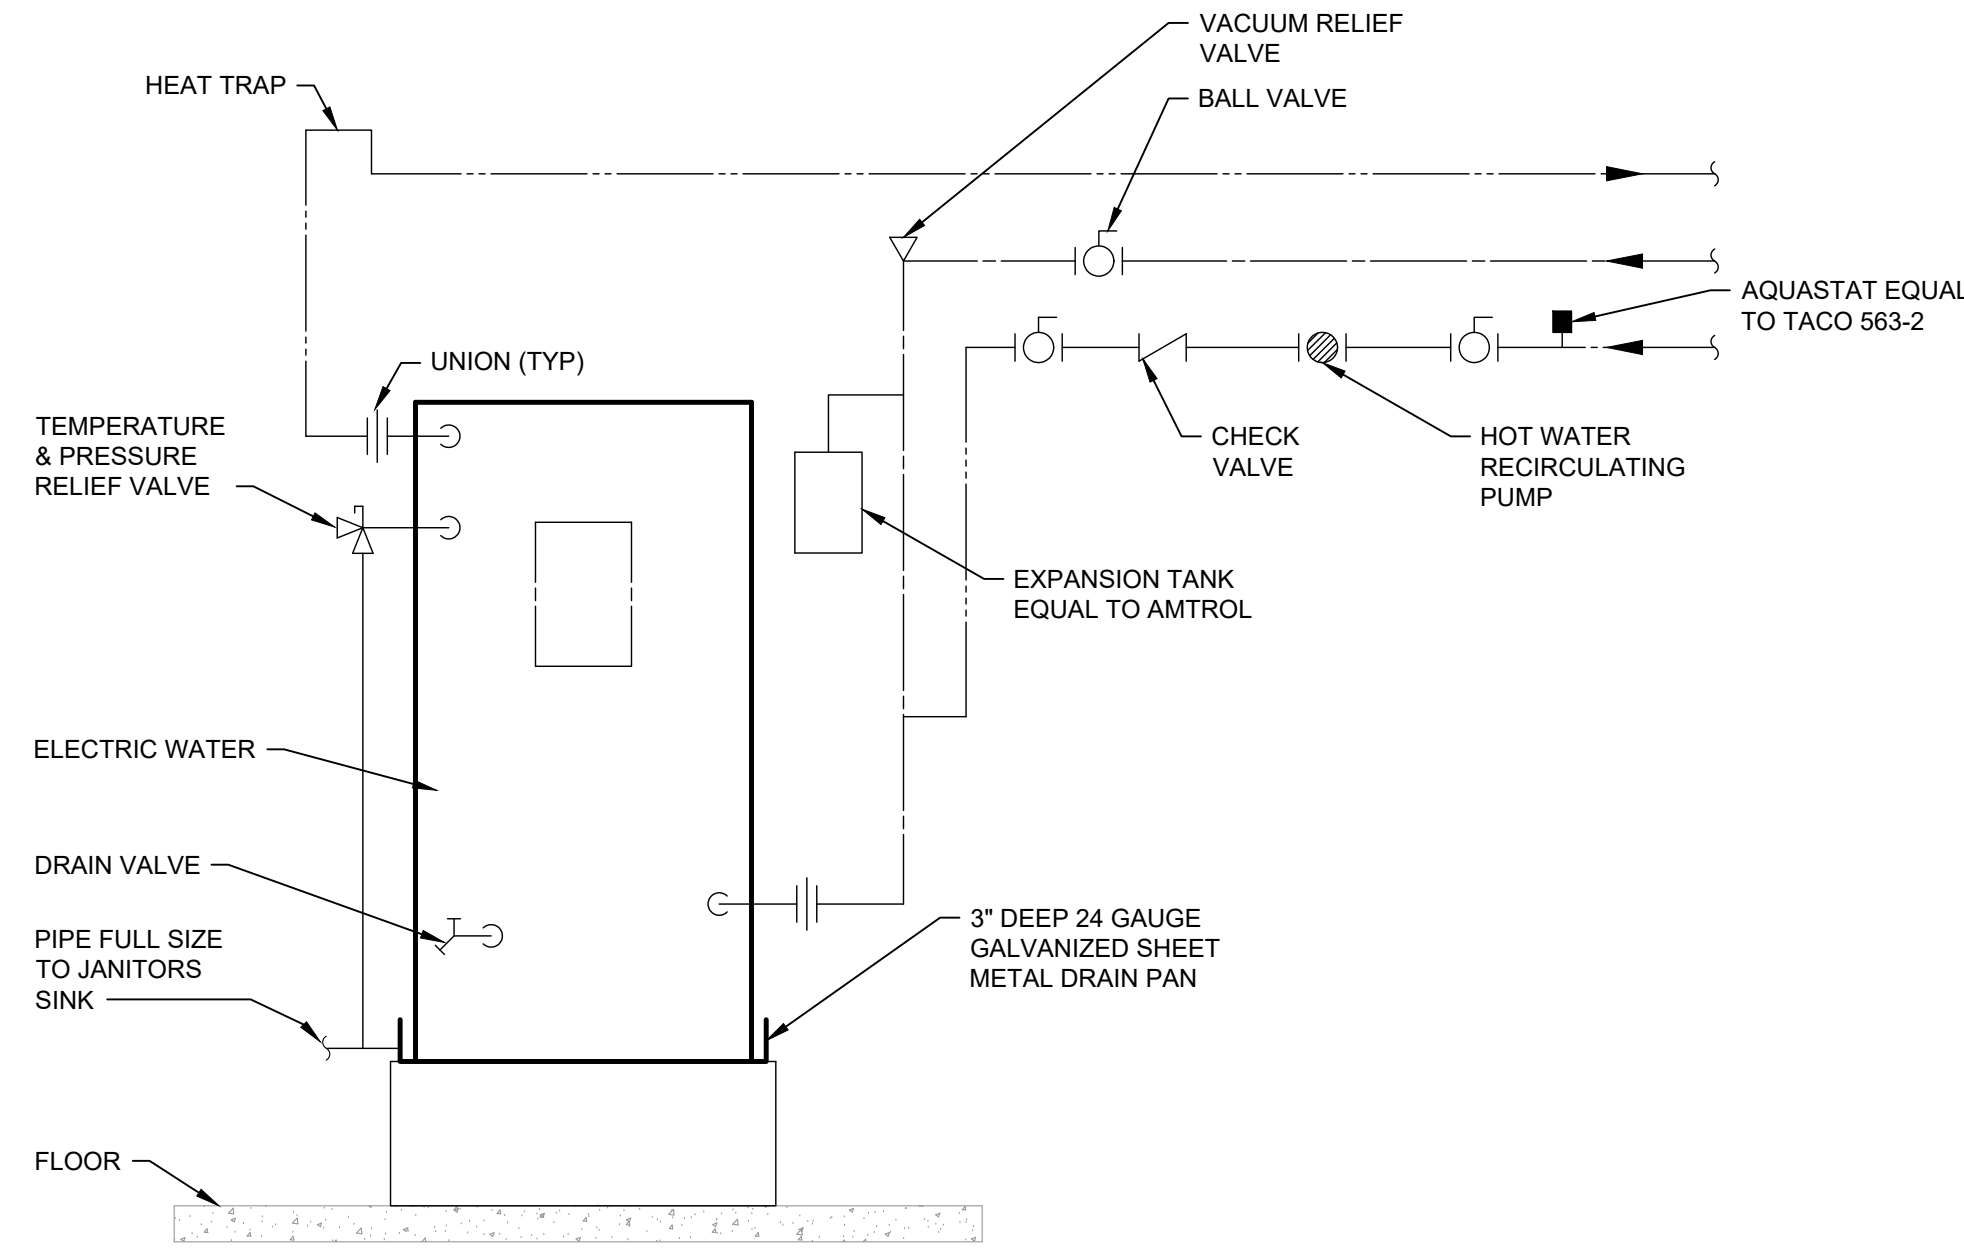 VACUUM RELIEF
VALVE
HEAT TRAP
BALL VALVE
AQUASTAT EQUAL
TO TACO 563-2
UNION (TYP)
TEMPERATURE
& PRESSURE
RELIEF VALVE
CHECK
VALVE
HOT WATER
RECIRCULATING
PUMP
EXPANSION TANK
EQUAL TO AMTROL
ELECTRIC WATER
DRAIN VALVE
PIPE FULL SIZE
TO JANITORS
SINK
3" DEEP 24 GAUGE
GALVANIZED SHEET
METAL DRAIN PAN
FLOOR